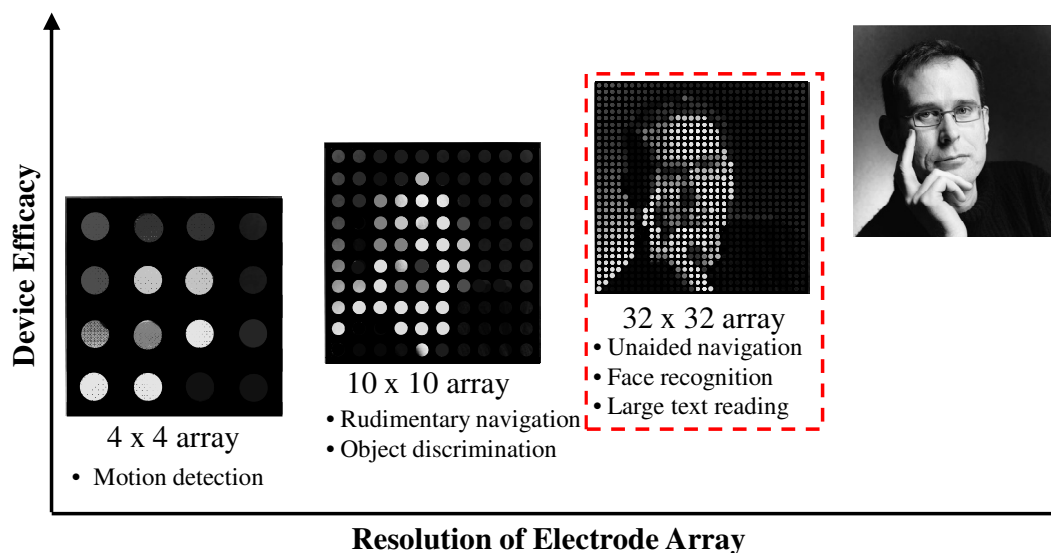 Device Efficacy
4 x 4 array
• Motion detection
10 x 10 array
• Rudimentary navigation
• Object discrimination
32 x 32 array
• Unaided navigation
• Face recognition
• Large text reading
Resolution of Electrode Array